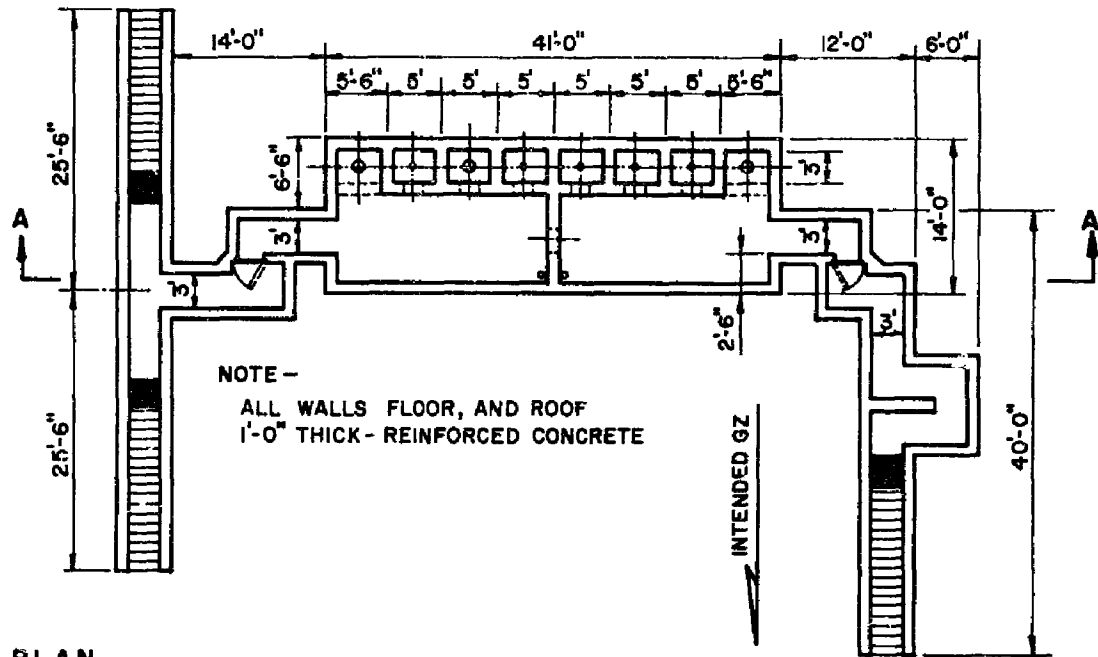 14'-0" 41'-0" 12'-0" 6'-0"
5'-6" 5' 5' 5' 5' 5' 5' 5'-6"
25'-6"
6'-6"
3'
14'-0"
A
A
3'
3'
3'
3'
2'-6"
25'-6"
40'-0"
NOTE-
ALL WALLS FLOOR, AND ROOF
1'-0" THICK-REINFORCED CONCRETE
INTENDED GZ
PLAN